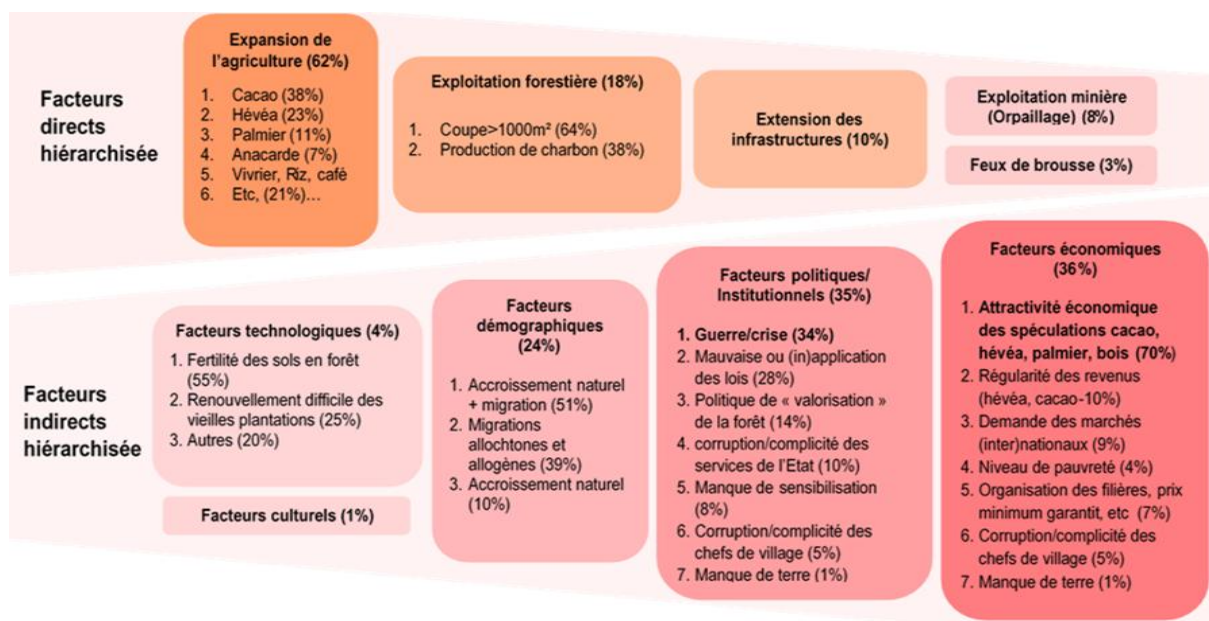 Facteurs
directs
hiérarchisée
Expansion de
l'agriculture (62%)
1. Cacao (38%)
2. Hévéa (23%)
3. Palmier (11%)
4. Anacarde (7%)
5. Vivrier, Riz, café
6. Etc, (21%)…
Exploitation forestière (18%)
1. Coupe>1000m² (64%)
2. Production de charbon (38%)
Extension des
infrastructures (10%)
Exploitation minière
(Orpaillage) (8%)
Feux de brousse (3%)
Facteurs
indirects
hiérarchisée
Facteurs technologiques (4%)
1. Fertilité des sols en forêt
(55%)
2. Renouvellement difficile des
vieilles plantations (25%)
3. Autres (20%)
Facteurs culturels (1%)
Facteurs
démographiques
(24%)
1. Accroissement naturel
+ migration (51%)
2. Migrations
allochtones et
allogènes (39%)
3. Accroissement naturel
(10%)
Facteurs politiques/
Institutionnels (35%)
1. Guerre/crise (34%)
2. Mauvaise ou (in)application
des lois (28%)
3. Politique de « valorisation »
de la forêt (14%)
4. corruption/complicité des
services de l'Etat (10%)
5. Manque de sensibilisation
(8%)
6. Corruption/complicité des
chefs de village (5%)
7. Manque de terre (1%)
Facteurs économiques
(36%)
1. Attractivité économique
des spéculations cacao,
hévéa, palmier, bois (70%)
2. Régularité des revenus
(hévéa, cacao-10%)
3. Demande des marchés
(inter)nationaux (9%)
4. Niveau de pauvreté (4%)
5. Organisation des filières, prix
minimum garantit, etc (7%)
6. Corruption/complicité des
chefs de village (5%)
7. Manque de terre (1%)